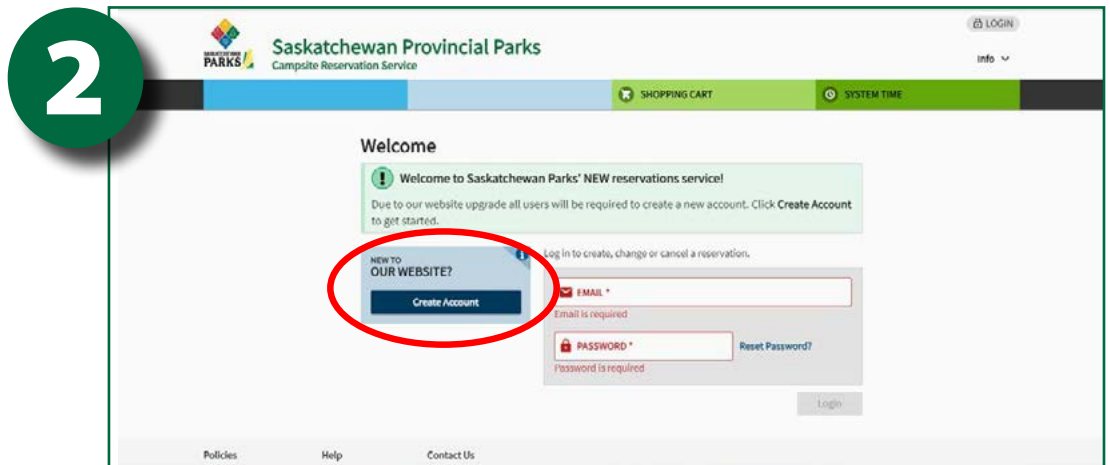 2
LOGIN
PARKS
Saskatchewan Provincial Parks
Campsite Reservation Service
Info
SHOPPING CART
SYSTEM TIME
Welcome
Welcome to Saskatchewan Parks' NEW reservations service!
Due to our website upgrade all users will be required to create a new account. Click Create Account
to get started.
NEW TO
OUR WEBSITE?
Create Account
Log in to create, change or cancel a reservation.
EMAIL *
Email is required
PASSWORD *
Reset Password?
Password is required
Login
Policies
Help
Contact Us